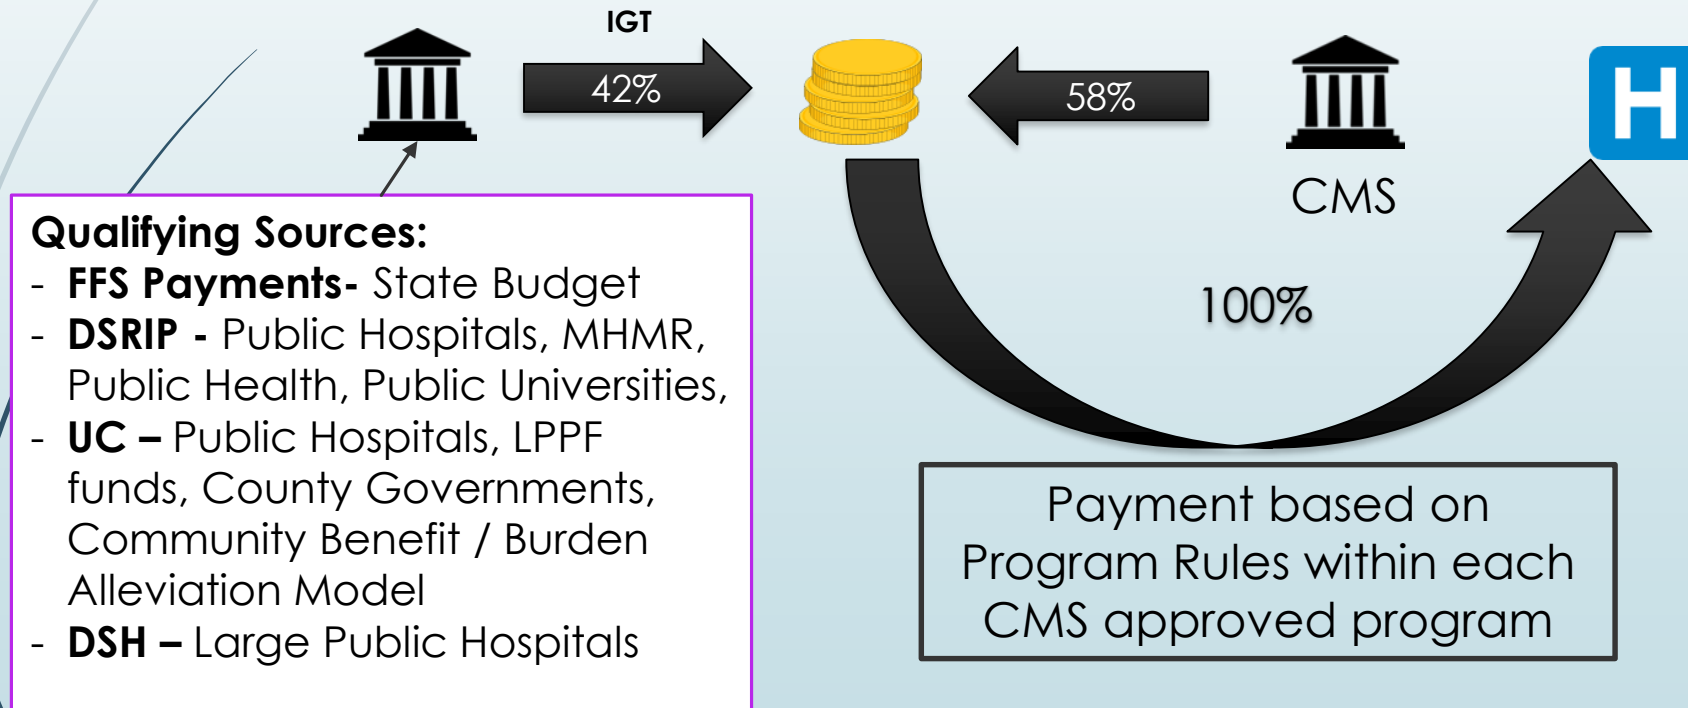 IGT
42%
58%
H
CMS
100%
Qualifying Sources:
- FFS Payments- State Budget
- DSRIP - Public Hospitals, MHMR,
Public Health, Public Universities,
- UC – Public Hospitals, LPPF
funds, County Governments,
Community Benefit / Burden
Alleviation Model
- DSH – Large Public Hospitals
Payment based on
Program Rules within each
CMS approved program